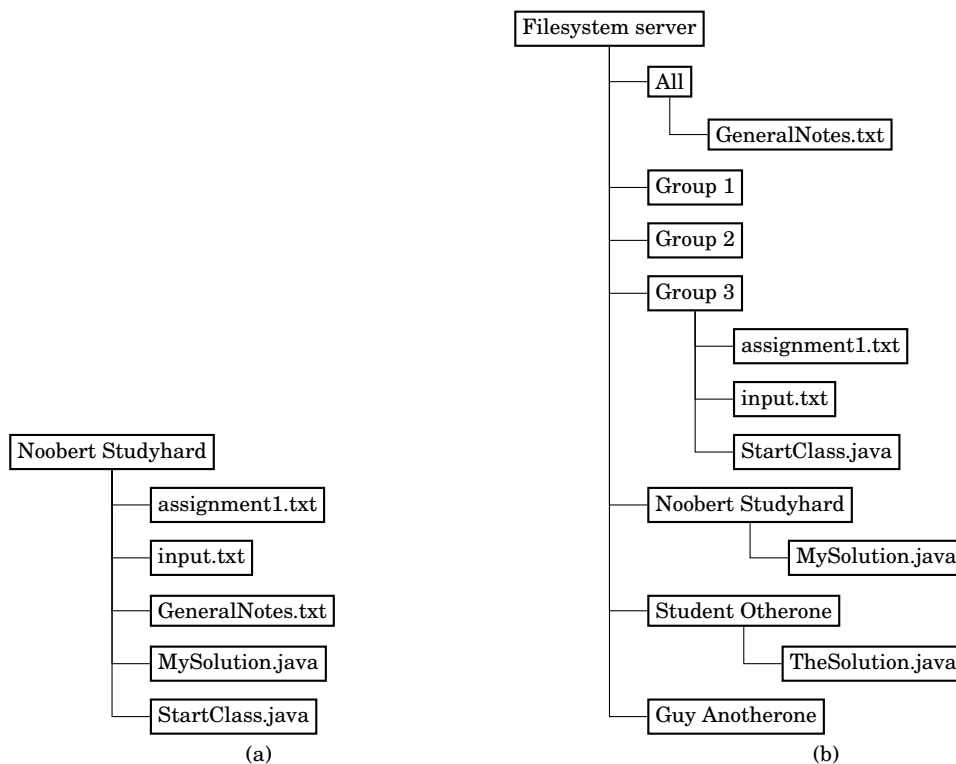 Noobert Studyhard
assignment1.txt
input.txt
GeneralNotes.txt
MySolution.java
StartClass.java
(a)
Filesystem server
All
GeneralNotes.txt
Group 1
Group 2
Group 3
assignment1.txt
input.txt
StartClass.java
Noobert Studyhard
MySolution.java
Student Otherone
TheSolution.java
Guy Anotherone
(b)